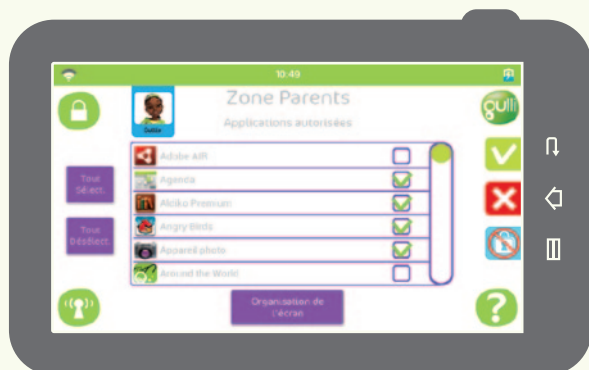 10:49
Zone Parents
gulli
Applications autorisées
Adobe AIR
Tout
Sélect.
Agenda
Aldiko Premium
Tout
Désélect.
Angry Birds
Appareil photo
Around the World
Organisation de
l'écran
?